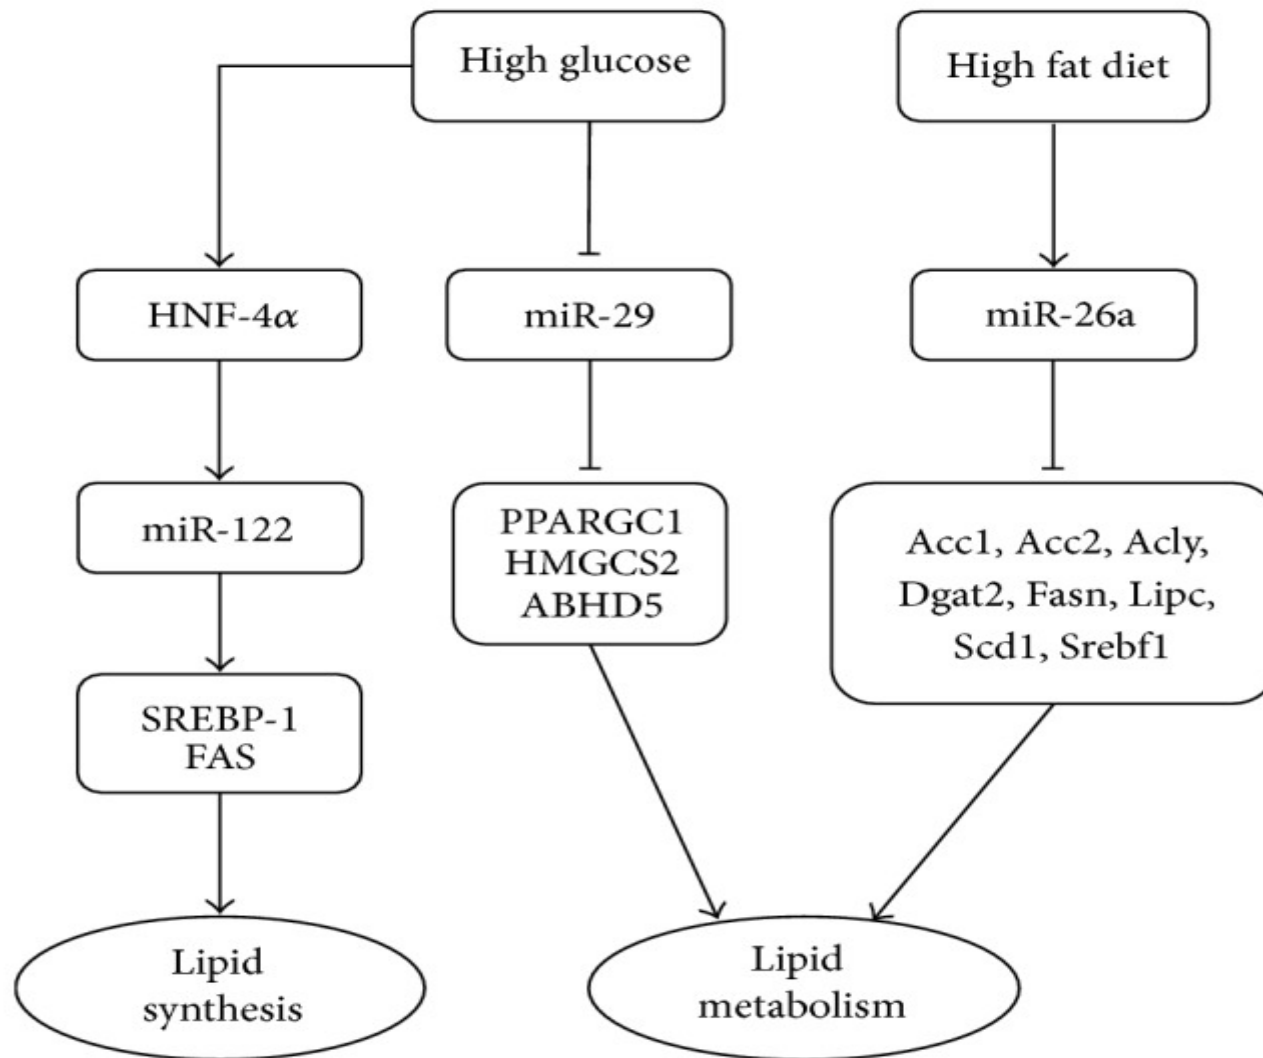 High glucose
High fat diet
HNF-4α
miR-29
miR-26a
miR-122
PPARGC1
HMGCS2
ABHD5
Acc1, Acc2, Acly,
Dgat2, Fasn, Lipc,
Scd1, Srebf1
SREBP-1
FAS
Lipid
synthesis
Lipid
metabolism